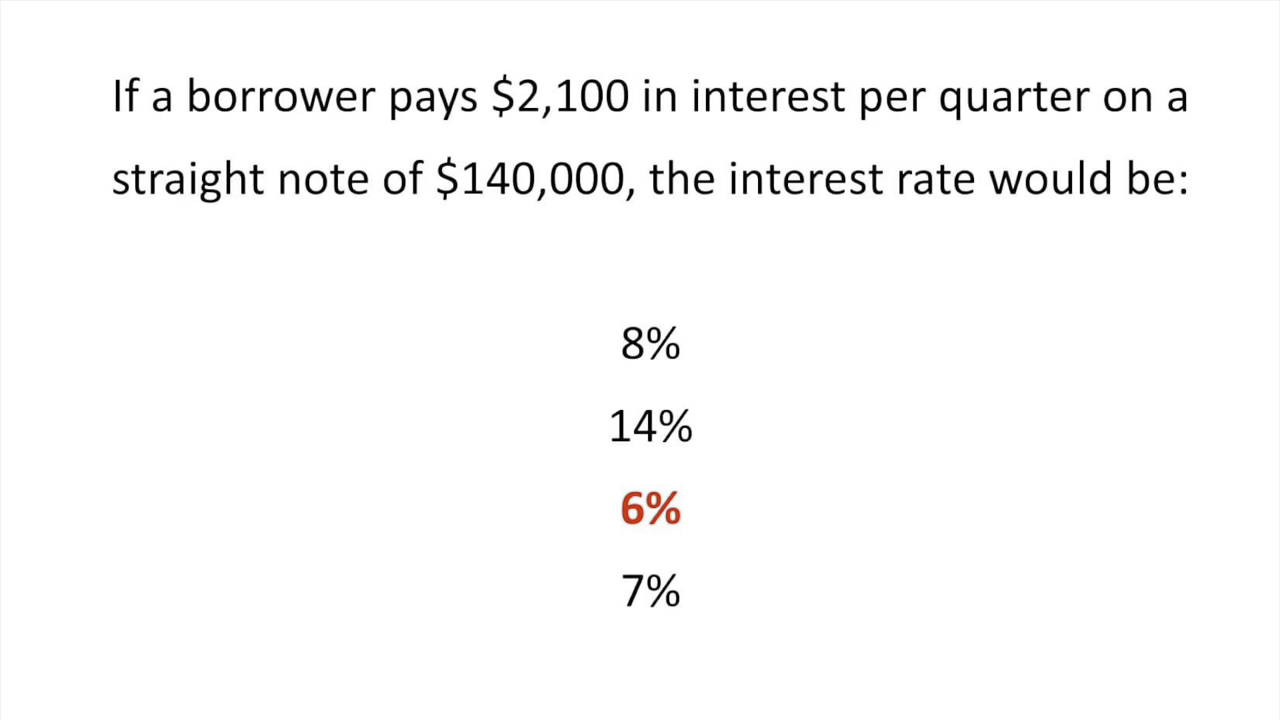 If a borrower pays $2,100 in interest per quarter on a
straight note of $140,000, the interest rate would be:
8%
14%
6%
7%